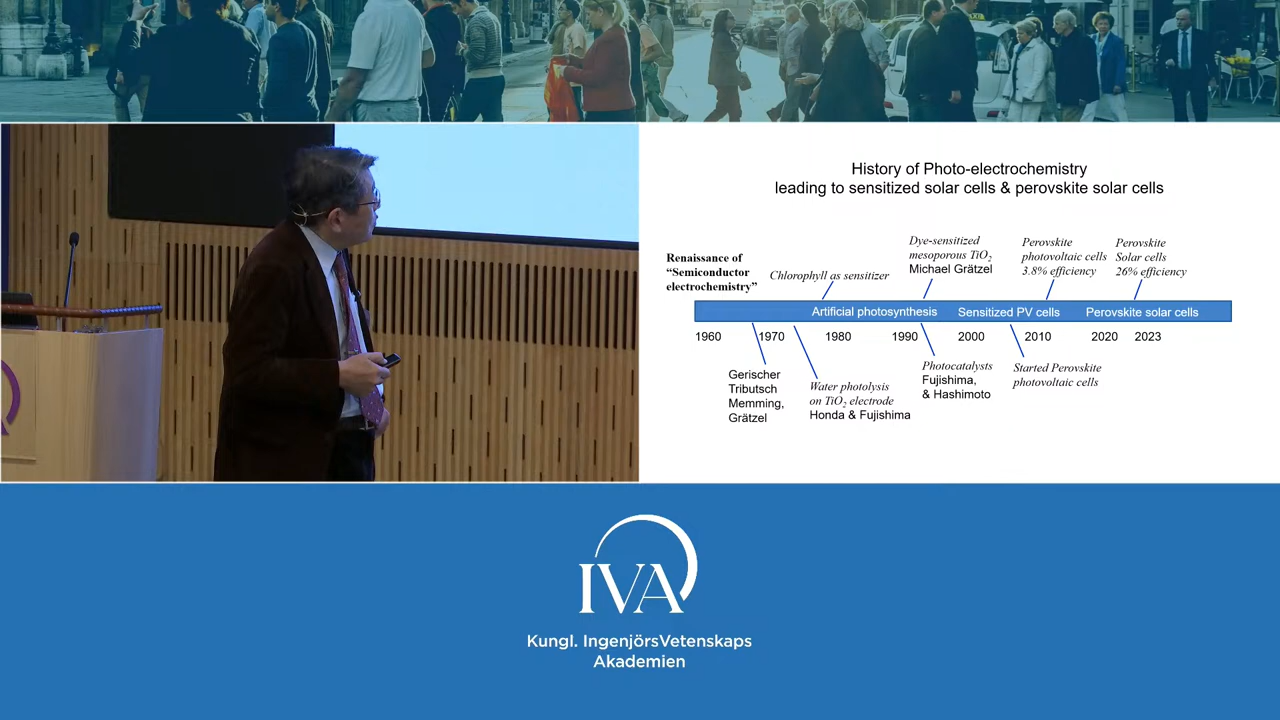 History of Photo-electrochemistry
leading to sensitized solar cells & perovskite solar cells
Renaissance of
“Semiconductor
electrochemistry”
Chlorophyll as sensitizer
Dye-sensitized
mesoporous TiO2
Michael Grätzel
Perovskite
photovoltaic cells
3.8% efficiency
Perovskite
Solar cells
26% efficiency
Artificial photosynthesis
Sensitized PV cells
Perovskite solar cells
1960
1970
1980
1990
2000
2010
2020
2023
Gerischer
Tributsch
Memming,
Grätzel
Water photolysis
on TiO2 electrode
Honda & Fujishima
Photocatalysts
Fujishima,
& Hashimoto
Started Perovskite
photovoltaic cells
IVA
Kungl. IngenjörsVetenskaps
Akademien